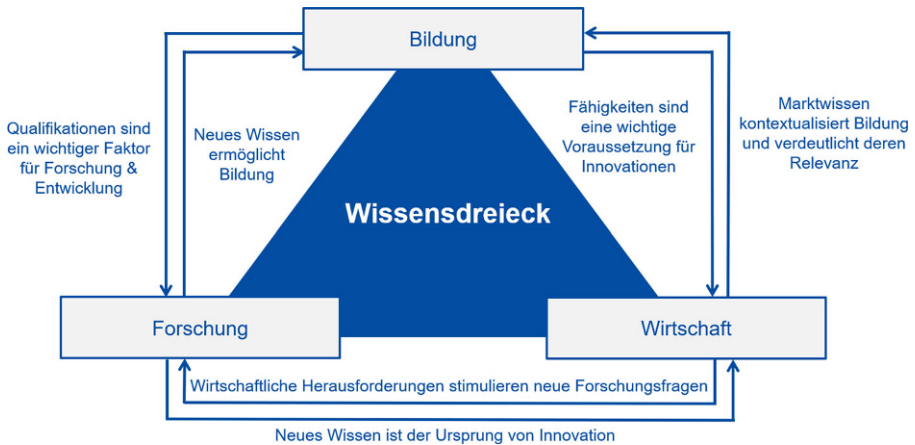 Bildung
Qualifikationen sind
ein wichtiger Faktor
für Forschung &
Entwicklung
Neues Wissen
ermöglicht
Bildung
Fähigkeiten sind
eine wichtige
Voraussetzung für
Innovationen
Marktwissen
kontextualisiert Bildung
und verdeutlicht deren
Relevanz
Wissensdreieck
Forschung
Wirtschaft
Wirtschaftliche Herausforderungen stimulieren neue Forschungsfragen
Neues Wissen ist der Ursprung von Innovation